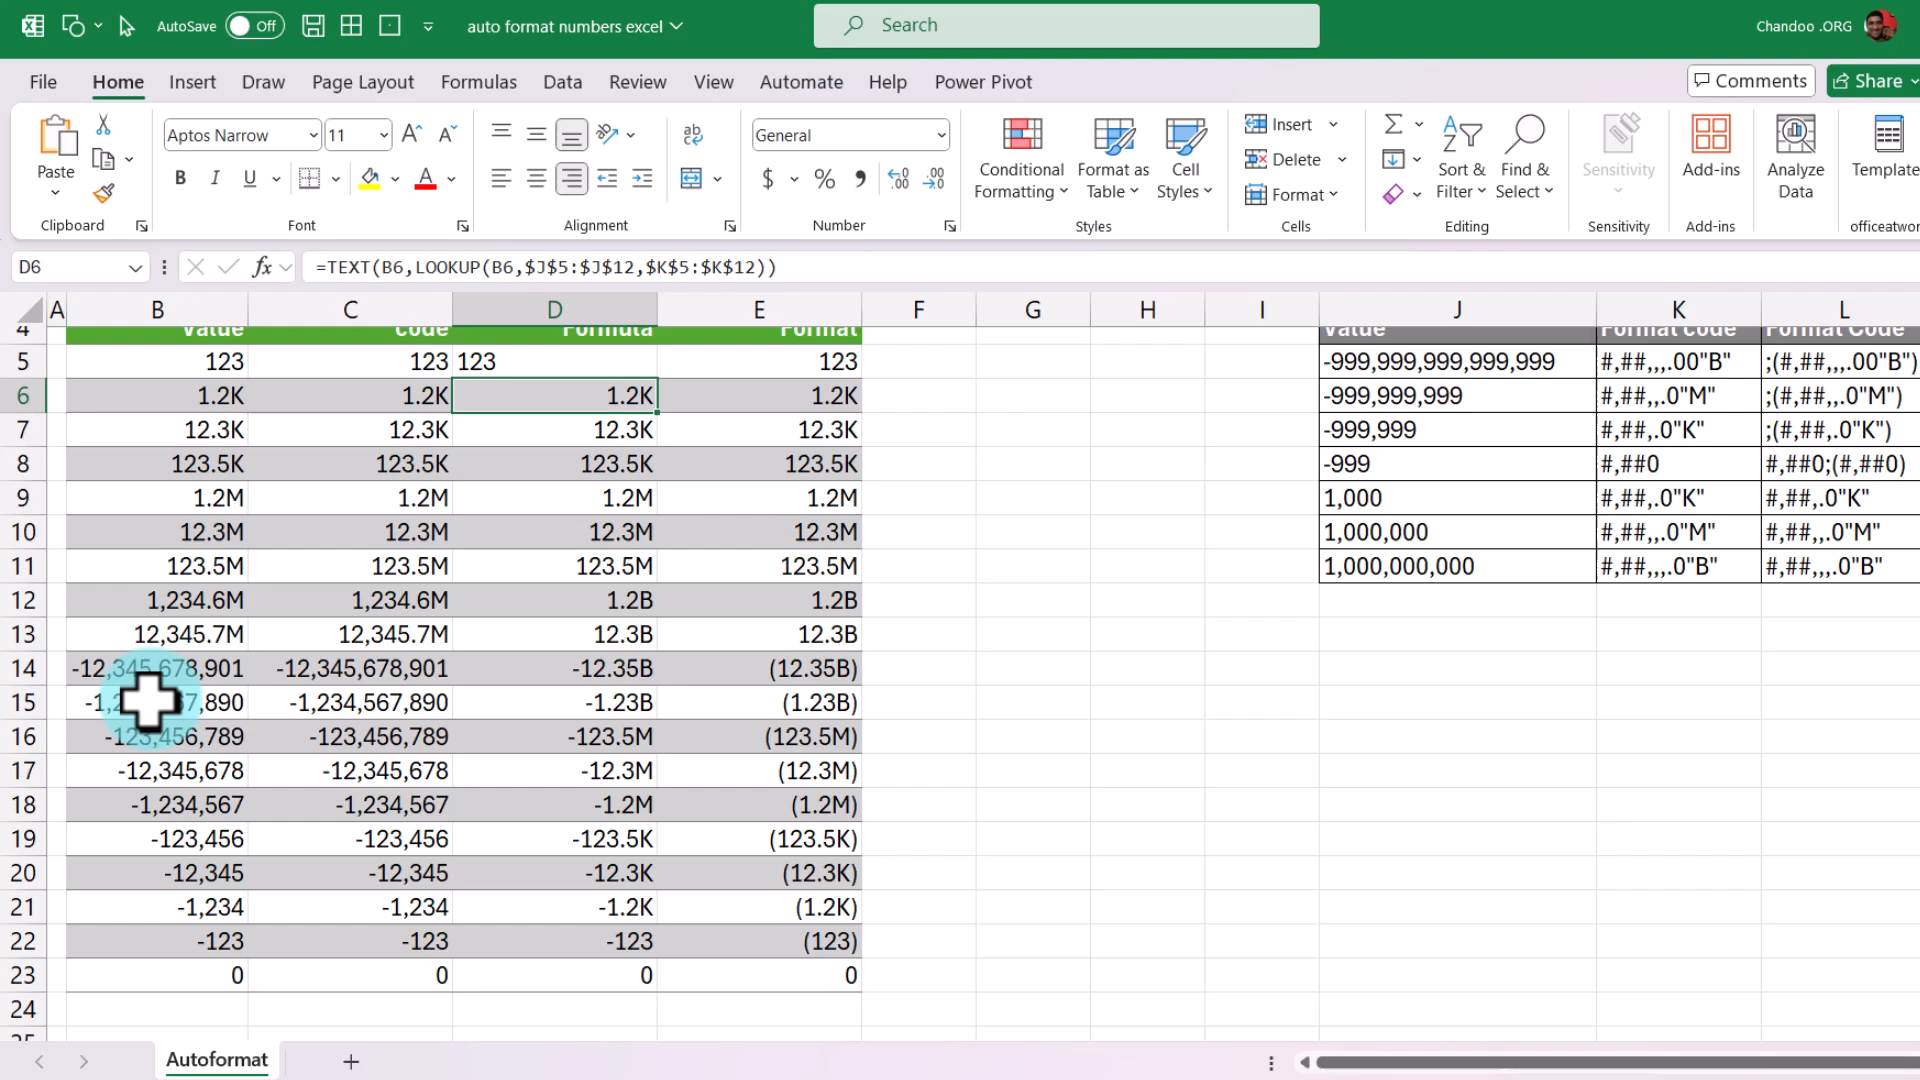 AutoSave Off auto format numbers excel Search Chandoo .ORG
File Home Insert Draw Page Layout Formulas Data Review View Automate Help Power Pivot Comments Share
Paste
Clipboard
Aptos Narrow 11
B I U A
Font
ab
Alignment
General
$ % 9 .00 .00
Number
Conditional Formatting
Format as Table
Cell Styles
Styles
Insert
Delete
Format
Cells
Sort & Filter
Find & Select
Editing
Sensitivity
Sensitivity
Add-ins
Add-ins
Analyze Data
Template
officeatwor
D6 fx =TEXT(B6,LOOKUP(B6,$J$5:$J$12,$K$5:$K$12))
A B C D E F G H I J K L
4 Value code Formula Format Value Format code Format Code
5 123 123 123 123 -999,999,999,999,999 #,##,,,.00"B" ;(#,##,,,.00"B")
6 1.2K 1.2K 1.2K 1.2K -999,999,999 #,##,,.0"M" ;(#,##,,.0"M")
7 12.3K 12.3K 12.3K 12.3K -999,999 #,##,.0"K" ;(#,##,.0"K")
8 123.5K 123.5K 123.5K 123.5K -999 #,##0 #,##0;(#,##0)
9 1.2M 1.2M 1.2M 1.2M 1,000 #,##,.0"K" #,##,.0"K"
10 12.3M 12.3M 12.3M 12.3M 1,000,000 #,##,,.0"M" #,##,,.0"M"
11 123.5M 123.5M 123.5M 123.5M 1,000,000,000 #,##,,,.0"B" #,##,,,.0"B"
12 1,234.6M 1,234.6M 1.2B 1.2B
13 12,345.7M 12,345.7M 12.3B 12.3B
14 -12,345,678,901 -12,345,678,901 -12.35B (12.35B)
15 -1,234,567,890 -1.23B (1.23B)
16 -123,456,789 -123,456,789 -123.5M (123.5M)
17 -12,345,678 -12,345,678 -12.3M (12.3M)
18 -1,234,567 -1,234,567 -1.2M (1.2M)
19 -123,456 -123,456 -123.5K (123.5K)
20 -12,345 -12,345 -12.3K (12.3K)
21 -1,234 -1,234 -1.2K (1.2K)
22 -123 -123 -123 (123)
23 0 0 0 0
24
Autoformat